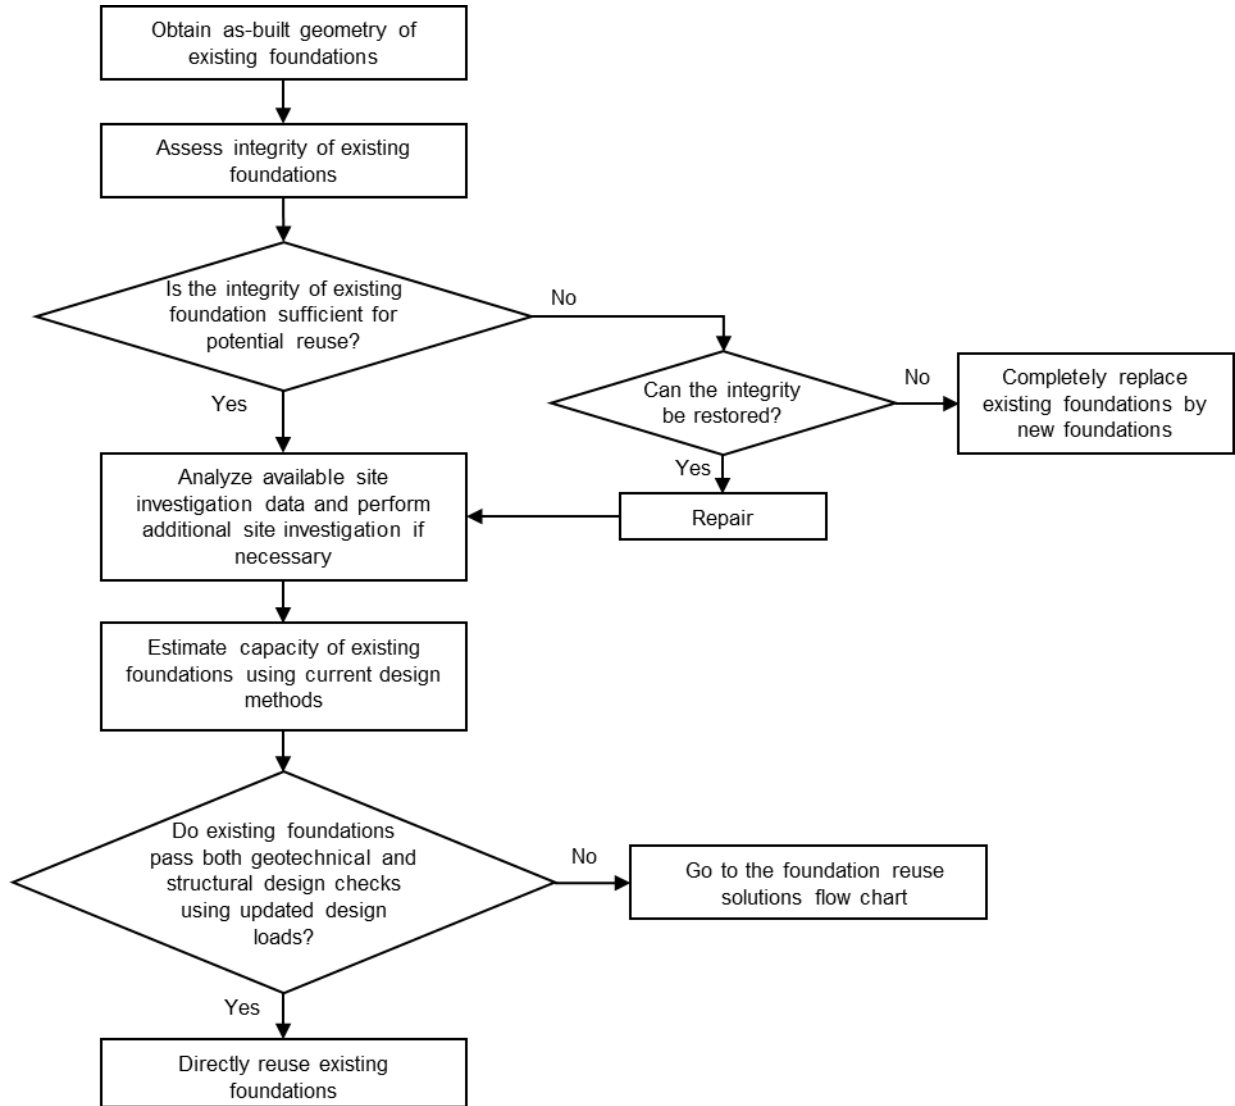 Obtain as-built geometry of
existing foundations
Assess integrity of existing
foundations
Is the integrity of existing
foundation sufficient for
potential reuse?
No
Yes
Can the integrity
be restored?
No
Completely replace
existing foundations by
new foundations
Yes
Repair
Analyze available site
investigation data and perform
additional site investigation if
necessary
Estimate capacity of existing
foundations using current design
methods
Do existing foundations
pass both geotechnical and
structural design checks
using updated design
loads?
No
Go to the foundation reuse
solutions flow chart
Yes
Directly reuse existing
foundations